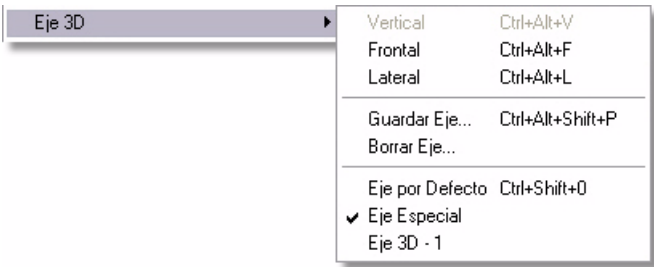 Eje 3D
Vertical Ctrl+Alt+V
Frontal Ctrl+Alt+F
Lateral Ctrl+Alt+L
Guardar Eje... Ctrl+Alt+Shift+P
Borrar Eje...
Eje por Defecto Ctrl+Shift+0
Eje Especial
Eje 3D - 1